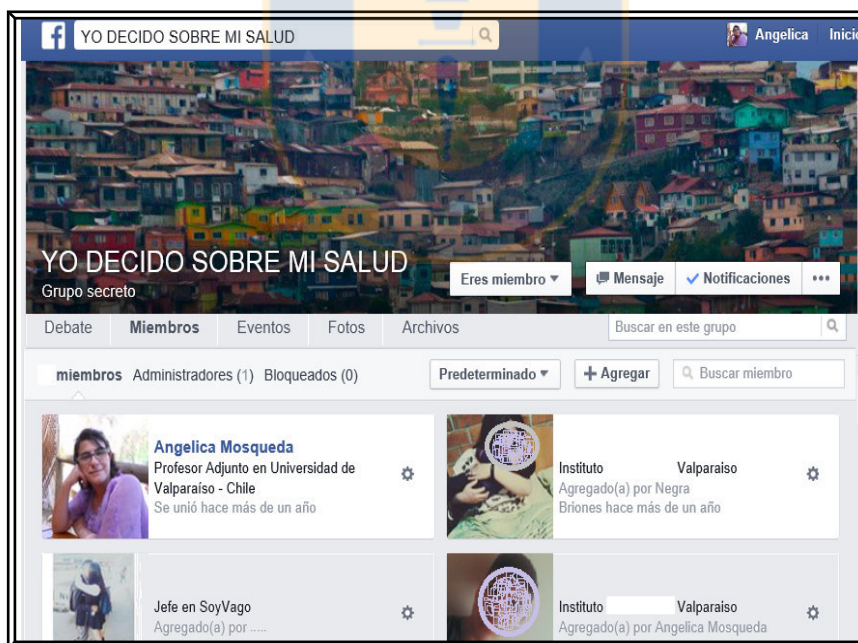 f YO DECIDO SOBRE MI SALUD
Angelica Inicio
YO DECIDO SOBRE MI SALUD
Grupo secreto
Eres miembro
Mensaje
Notificaciones
Debate Miembros Eventos Fotos Archivos
Buscar en este grupo
miembros Administradores (1) Bloqueados (0)
Predeterminado
+ Agregar
Buscar miembro
Angelica Mosqueda
Profesor Adjunto en Universidad de
Valparaíso - Chile
Se unió hace más de un año
Instituto Valparaiso
Agregado(a) por Negra
Briones hace más de un año
Jefe en SoyVago
Agregado(a) por .....
Instituto Valparaiso
Agregado(a) por Angelica Mosqueda